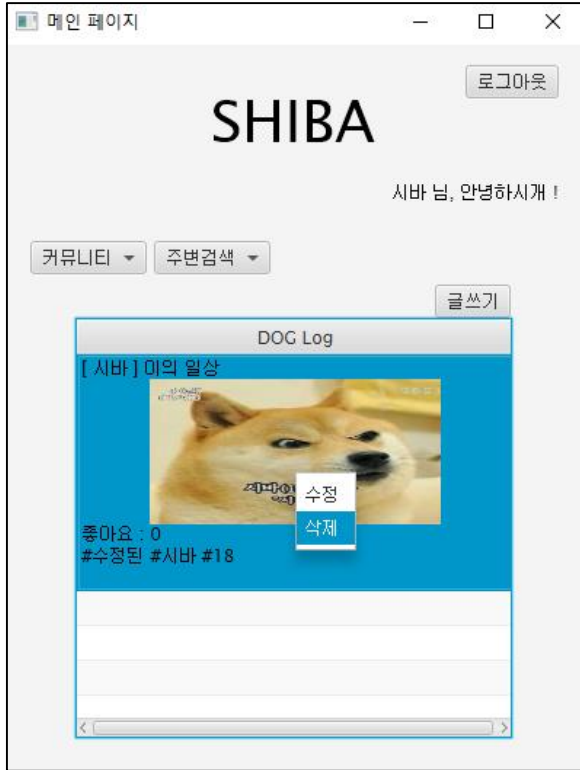 메인 페이지
로그아웃
SHIBA
시바 님, 안녕하시개 !
커뮤니티 주변검색
글쓰기
DOG Log
[ 시바 ] 미의 일상
수정
삭제
좋아요 : 0
#수정된 #시바 #18